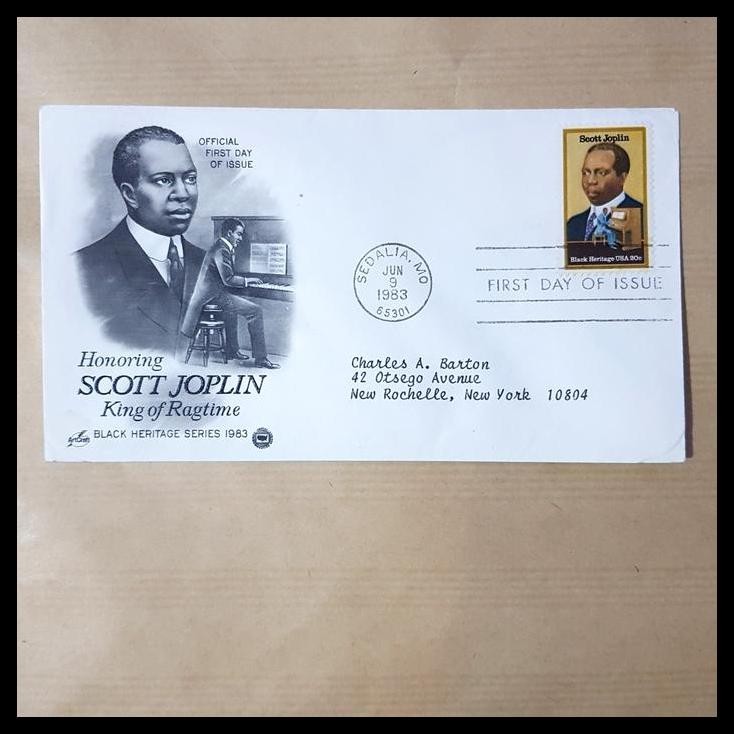 OFFICIAL
FIRST DAY
OF ISSUE
Scott Joplin
Black Heritage USA 20c
SEDALIA, MO
JUN
9
1983
65301
FIRST DAY OF ISSUE
Honoring
SCOTT JOPLIN
King of Ragtime
ArtCraft
BLACK HERITAGE SERIES 1983
Charles A. Barton
42 Otsego Avenue
New Rochelle, New York 10804